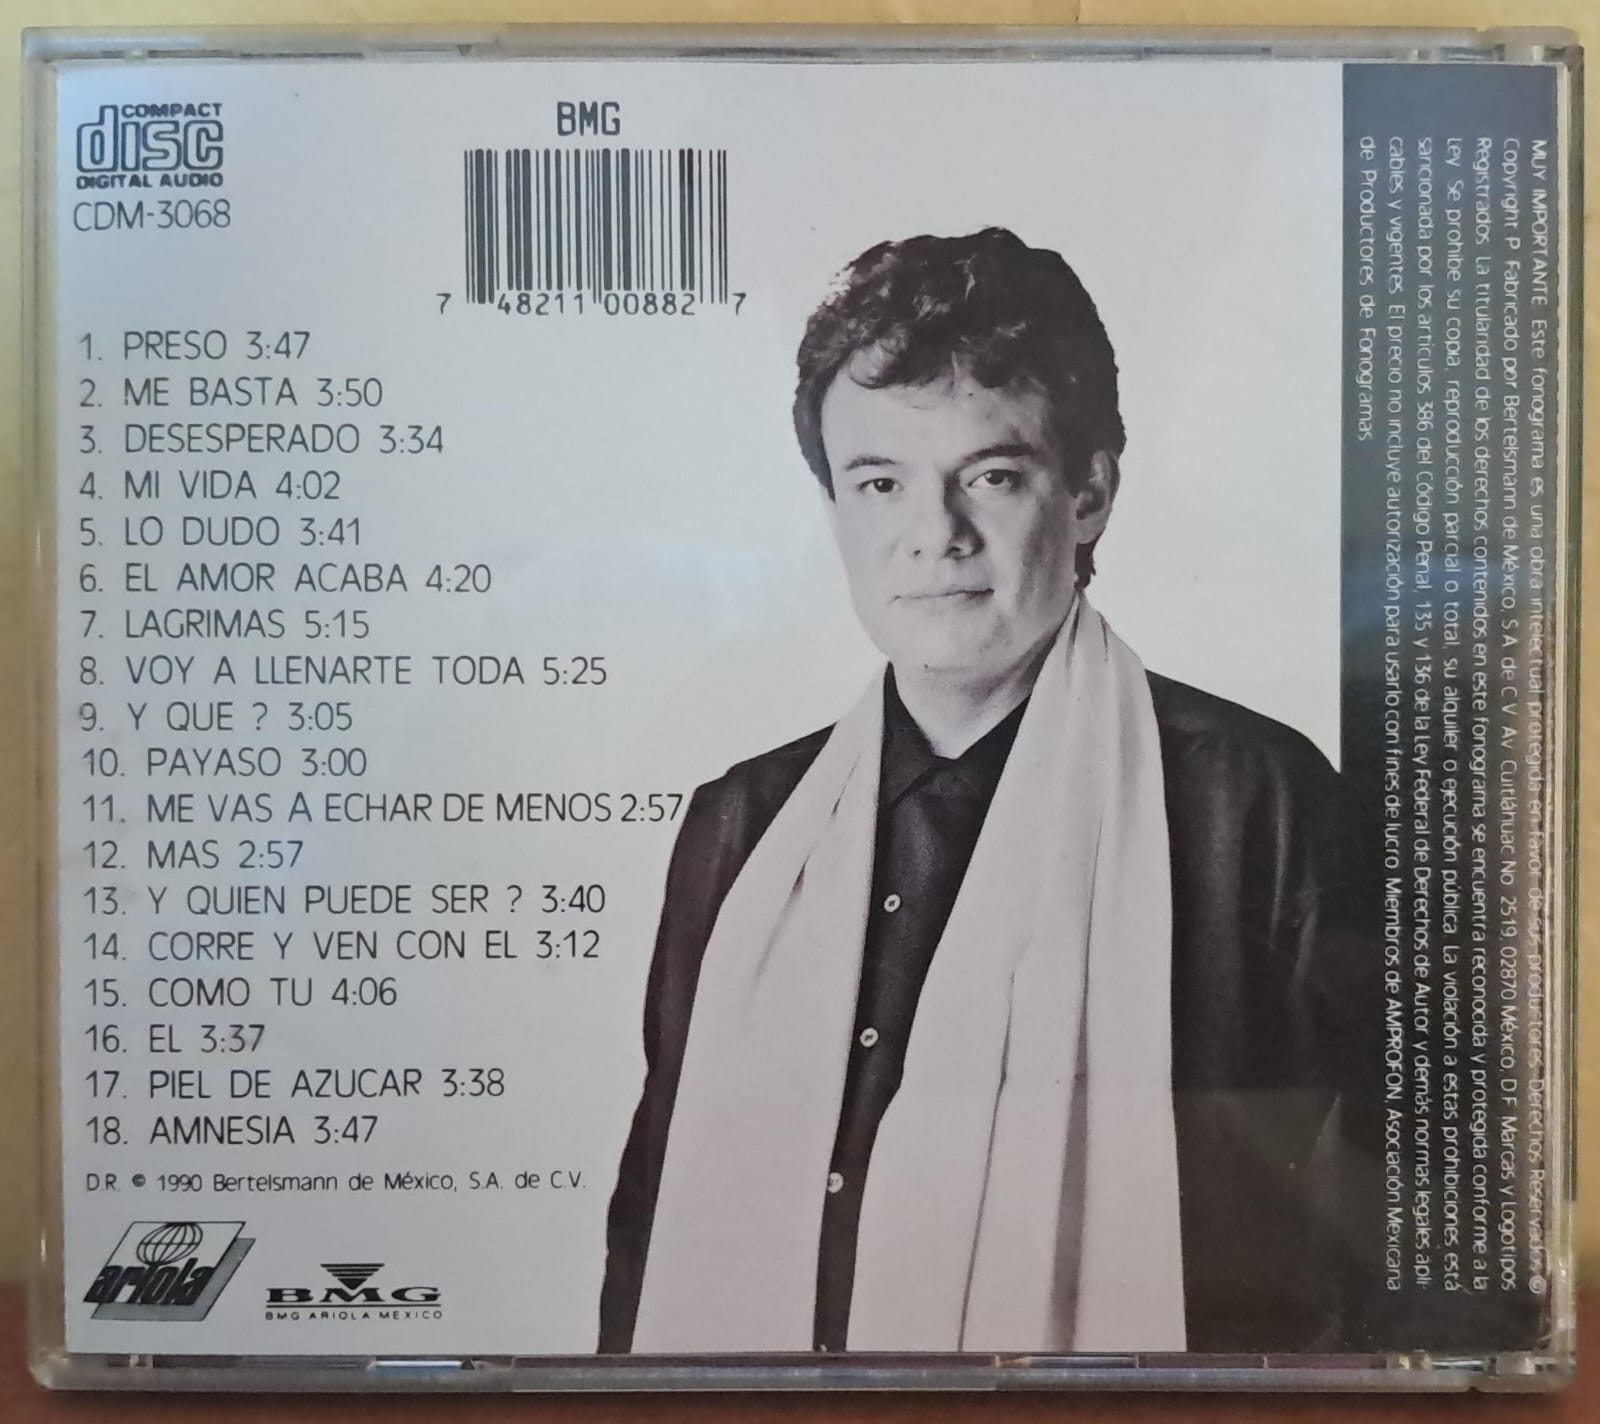 COMPACT
disc
DIGITAL AUDIO
CDM-3068
BMG
7 48211 00882 7
1. PRESO 3:47
2. ME BASTA 3:50
3. DESESPERADO 3:34
4. MI VIDA 4:02
5. LO DUDO 3:41
6. EL AMOR ACABA 4:20
7. LAGRIMAS 5:15
8. VOY A LLENARTE TODA 5:25
9. Y QUE ? 3:05
10. PAYASO 3:00
11. ME VAS A ECHAR DE MENOS 2:57
12. MAS 2:57
13. Y QUIEN PUEDE SER ? 3:40
14. CORRE Y VEN CON EL 3:12
15. COMO TU 4:06
16. EL 3:37
17. PIEL DE AZUCAR 3:38
18. AMNESIA 3:47
D.R. © 1990 Bertelsmann de México, S.A. de C.V.
ariola
BMG
BMG ARIOLA MEXICO
MUY IMPORTANTE. Este fonograma es una obra intelectual protegida en favor de sus productores. Derechos Reservados ©
Copyright P. Fabricado por Bertelsmann de México, S.A. de C.V. Av. Cuitláhuac No. 2519, 02870 México, D.F. Marcas y Logotipos
Registrados. La titularidad de los derechos contenidos en este fonograma se encuentra reconocida y protegida conforme a la
Ley. Se prohibe su copia, reproducción parcial o total, su alquiler o ejecución pública. La violación a estas prohibiciones está
sancionada por los artículos 386 del Código Penal, 135 y 136 de la Ley Federal de Derechos de Autor y demás normas legales apli-
cables y vigentes. El precio no incluye autorización para usarlo con fines de lucro. Miembros de AMPROFON, Asociación Mexicana
de Productores de Fonogramas